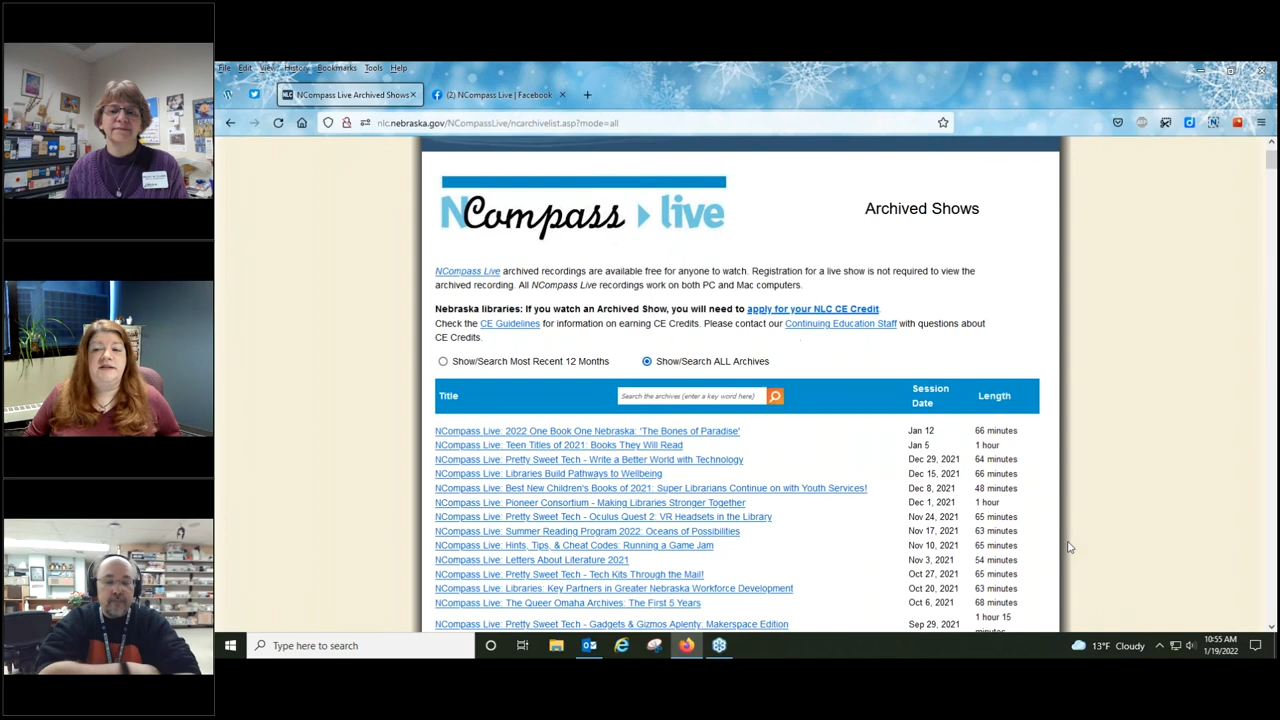 File Edit View History Bookmarks Tools Help
NCompass Live Archived Shows
(2) NCompass Live | Facebook
nlc.nebraska.gov/NCompassLive/ncarchivelist.asp?mode=all
NCompass live
Archived Shows
NCompass Live archived recordings are available free for anyone to watch. Registration for a live show is not required to view the
archived recording. All NCompass Live recordings work on both PC and Mac computers.
Nebraska libraries: If you watch an Archived Show, you will need to apply for your NLC CE Credit.
Check the CE Guidelines for information on earning CE Credits. Please contact our Continuing Education Staff with questions about
CE Credits.
Show/Search Most Recent 12 Months Show/Search ALL Archives
Title Search the archives (enter a key word here) Session Date Length
NCompass Live: 2022 One Book One Nebraska: 'The Bones of Paradise' Jan 12 66 minutes
NCompass Live: Teen Titles of 2021: Books They Will Read Jan 5 1 hour
NCompass Live: Pretty Sweet Tech - Write a Better World with Technology Dec 29, 2021 64 minutes
NCompass Live: Libraries Build Pathways to Wellbeing Dec 15, 2021 66 minutes
NCompass Live: Best New Children's Books of 2021: Super Librarians Continue on with Youth Services! Dec 8, 2021 48 minutes
NCompass Live: Pioneer Consortium - Making Libraries Stronger Together Dec 1, 2021 1 hour
NCompass Live: Pretty Sweet Tech - Oculus Quest 2: VR Headsets in the Library Nov 24, 2021 65 minutes
NCompass Live: Summer Reading Program 2022: Oceans of Possibilities Nov 17, 2021 63 minutes
NCompass Live: Hints, Tips, & Cheat Codes: Running a Game Jam Nov 10, 2021 65 minutes
NCompass Live: Letters About Literature 2021 Nov 3, 2021 54 minutes
NCompass Live: Pretty Sweet Tech - Tech Kits Through the Mail! Oct 27, 2021 65 minutes
NCompass Live: Libraries: Key Partners in Greater Nebraska Workforce Development Oct 20, 2021 63 minutes
NCompass Live: The Queer Omaha Archives: The First 5 Years Oct 6, 2021 68 minutes
NCompass Live: Pretty Sweet Tech - Gadgets & Gizmos Aplenty: Makerspace Edition Sep 29, 2021 1 hour 15 minutes
Type here to search
13°F Cloudy
10:55 AM
1/19/2022